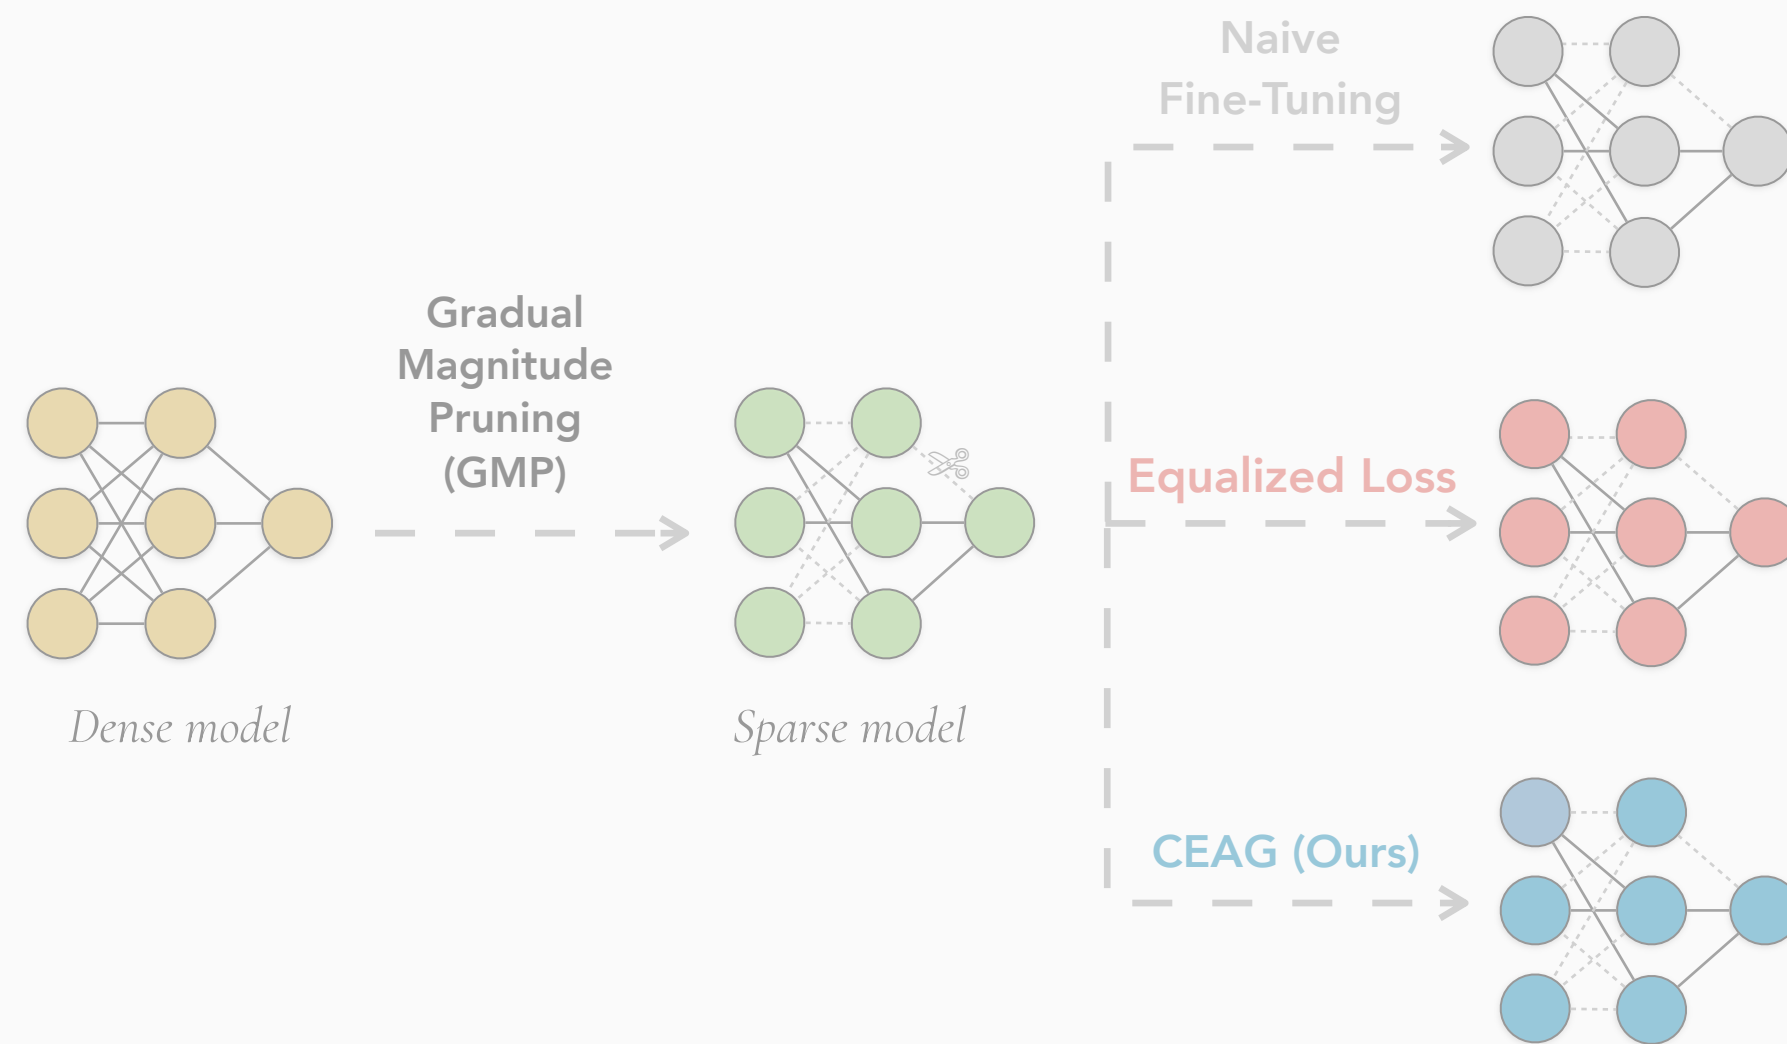 Naive
Fine-Tuning
Gradual
Magnitude
Pruning
(GMP)
Equalized Loss
Dense model
Sparse model
CEAG (Ours)